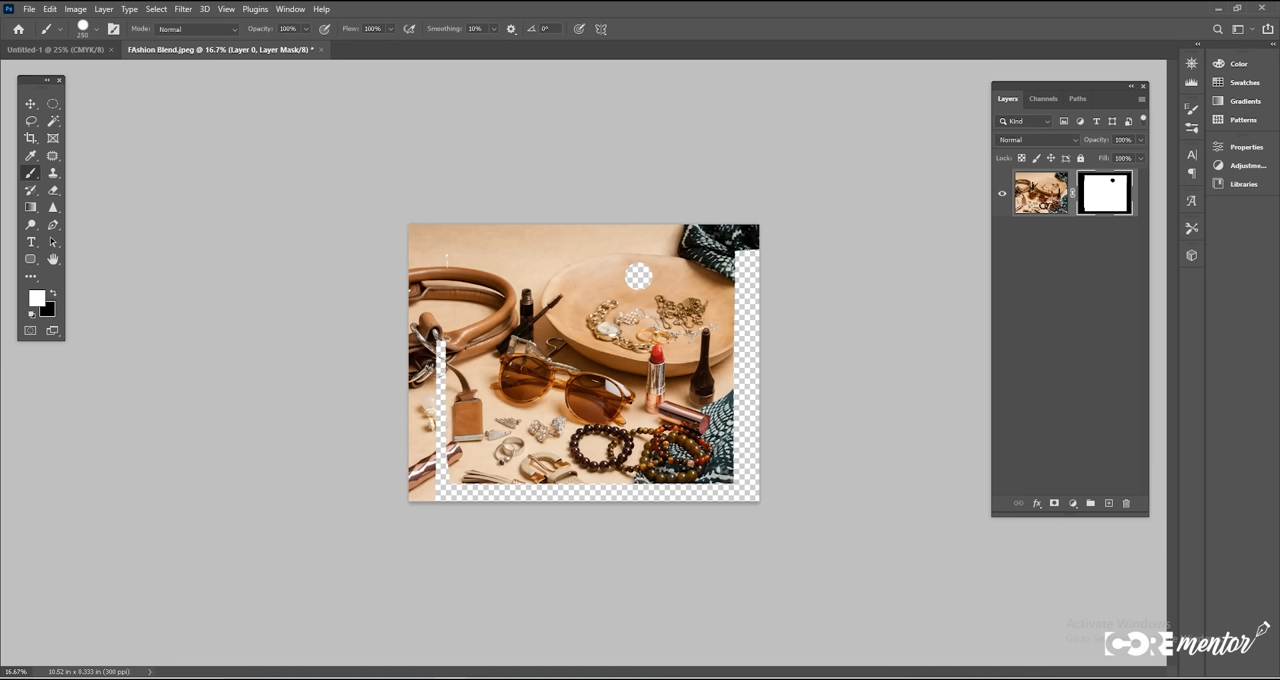 Ps File Edit Image Layer Type Select Filter 3D View Plugins Window Help
250 Mode: Normal Opacity: 100% Flow: 100% Smoothing: 10% 0°
Untitled-1 @ 25% (CMYK/8) × FAshion Blend.jpeg @ 16.7% (Layer 0, Layer Mask/8) * ×
Color
Swatches
Gradients
Patterns
Properties
Adjustme...
Libraries
Layers Channels Paths
Kind
Normal Opacity: 100%
Lock: Fill: 100%
fx
Activate Windows
COREmentor
16.67% 10.52 in x 8.333 in (300 ppi)